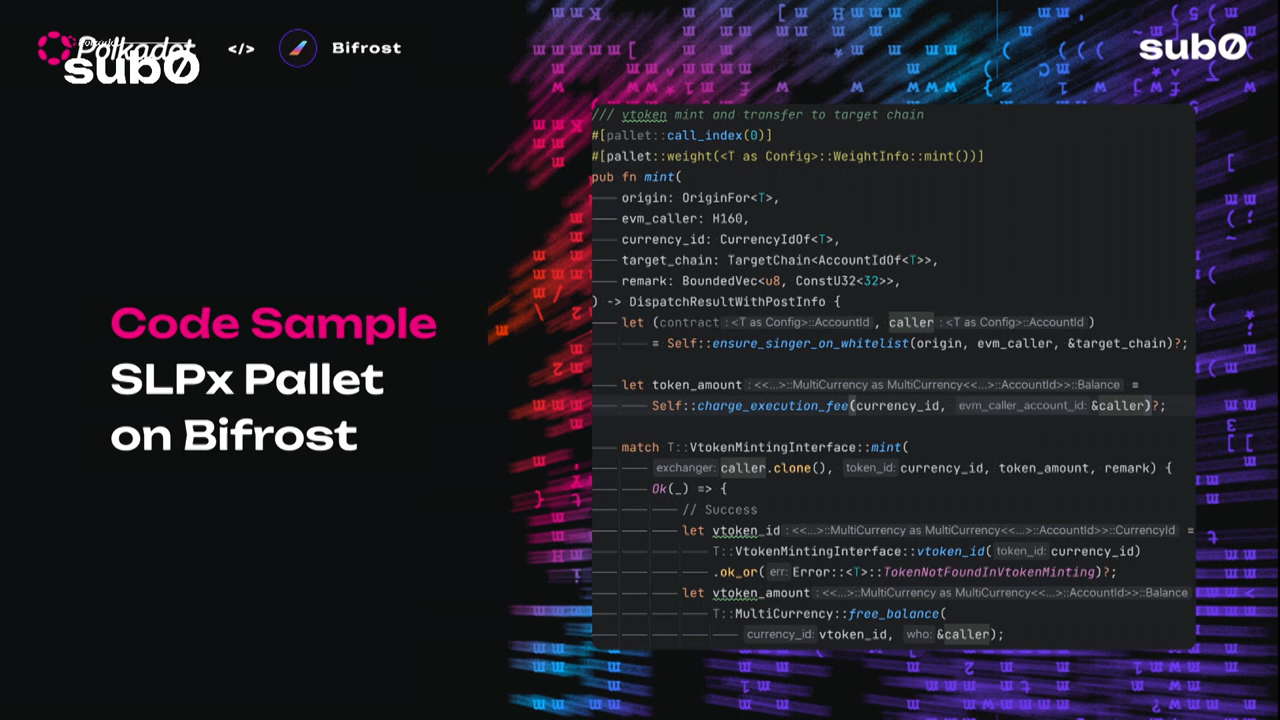 Polkadot
sub0
</>
Bifrost
sub0
Code Sample
SLPx Pallet
on Bifrost
/// vtoken mint and transfer to target chain
#[pallet::call_index(0)]
#[pallet::weight(<T as Config>::WeightInfo::mint())]
pub fn mint(
origin: OriginFor<T>,
evm_caller: H160,
currency_id: CurrencyIdOf<T>,
target_chain: TargetChain<AccountIdOf<T>>,
remark: BoundedVec<u8, ConstU32<32>>,
) -> DispatchResultWithPostInfo {
let (contract : <T as Config>::AccountId , caller : <T as Config>::AccountId )
= Self::ensure_singer_on_whitelist(origin, evm_caller, &target_chain)?;
let token_amount : <<...>::MultiCurrency as MultiCurrency<<...>::AccountId>>::Balance =
Self::charge_execution_fee(currency_id, evm_caller_account_id: &caller)?;
match T::VtokenMintingInterface::mint(
exchanger: caller.clone(), token_id: currency_id, token_amount, remark) {
Ok(_) => {
// Success
let vtoken_id : <<...>::MultiCurrency as MultiCurrency<<...>::AccountId>>::CurrencyId =
T::VtokenMintingInterface::vtoken_id( token_id: currency_id)
.ok_or( err: Error::<T>::TokenNotFoundInVtokenMinting)?;
let vtoken_amount : <<...>::MultiCurrency as MultiCurrency<<...>::AccountId>>::Balance
T::MultiCurrency::free_balance(
currency_id: vtoken_id, who: &caller);